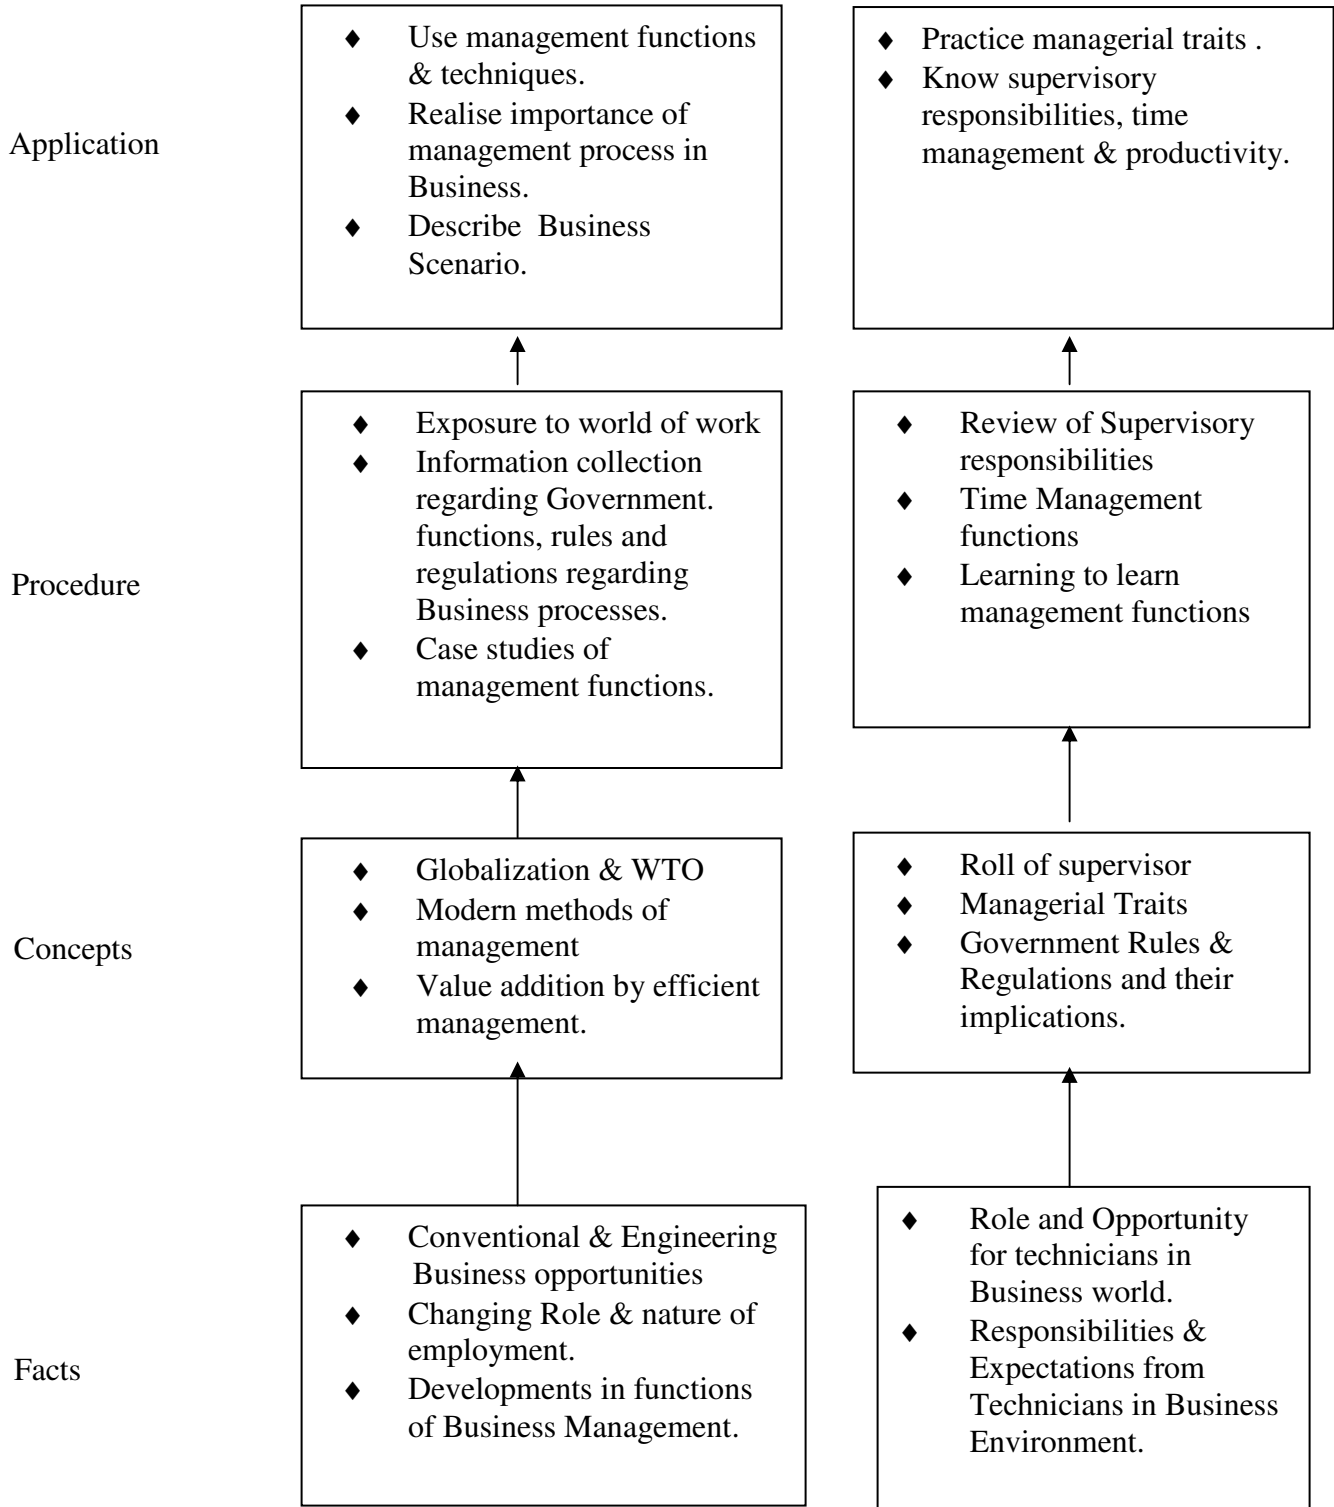 Application
♦ Use management functions
& techniques.
♦ Realise importance of
management process in
Business.
♦ Describe Business
Scenario.
♦ Practice managerial traits .
♦ Know supervisory
responsibilities, time
management & productivity.
Procedure
♦ Exposure to world of work
♦ Information collection
regarding Government.
functions, rules and
regulations regarding
Business processes.
♦ Case studies of
management functions.
♦ Review of Supervisory
responsibilities
♦ Time Management
functions
♦ Learning to learn
management functions
Concepts
♦ Globalization & WTO
♦ Modern methods of
management
♦ Value addition by efficient
management.
♦ Roll of supervisor
♦ Managerial Traits
♦ Government Rules &
Regulations and their
implications.
Facts
♦ Conventional & Engineering
Business opportunities
♦ Changing Role & nature of
employment.
♦ Developments in functions
of Business Management.
♦ Role and Opportunity
for technicians in
Business world.
♦ Responsibilities &
Expectations from
Technicians in Business
Environment.